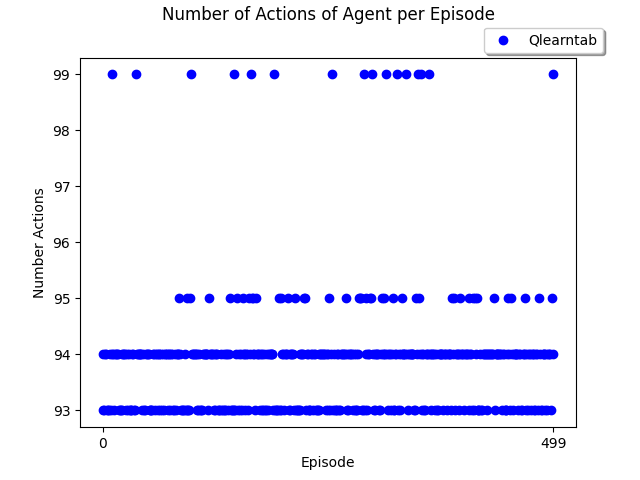 Number of Actions of Agent per Episode
Qlearntab
99
98
97
96
95
94
93
Number Actions
0
499
Episode